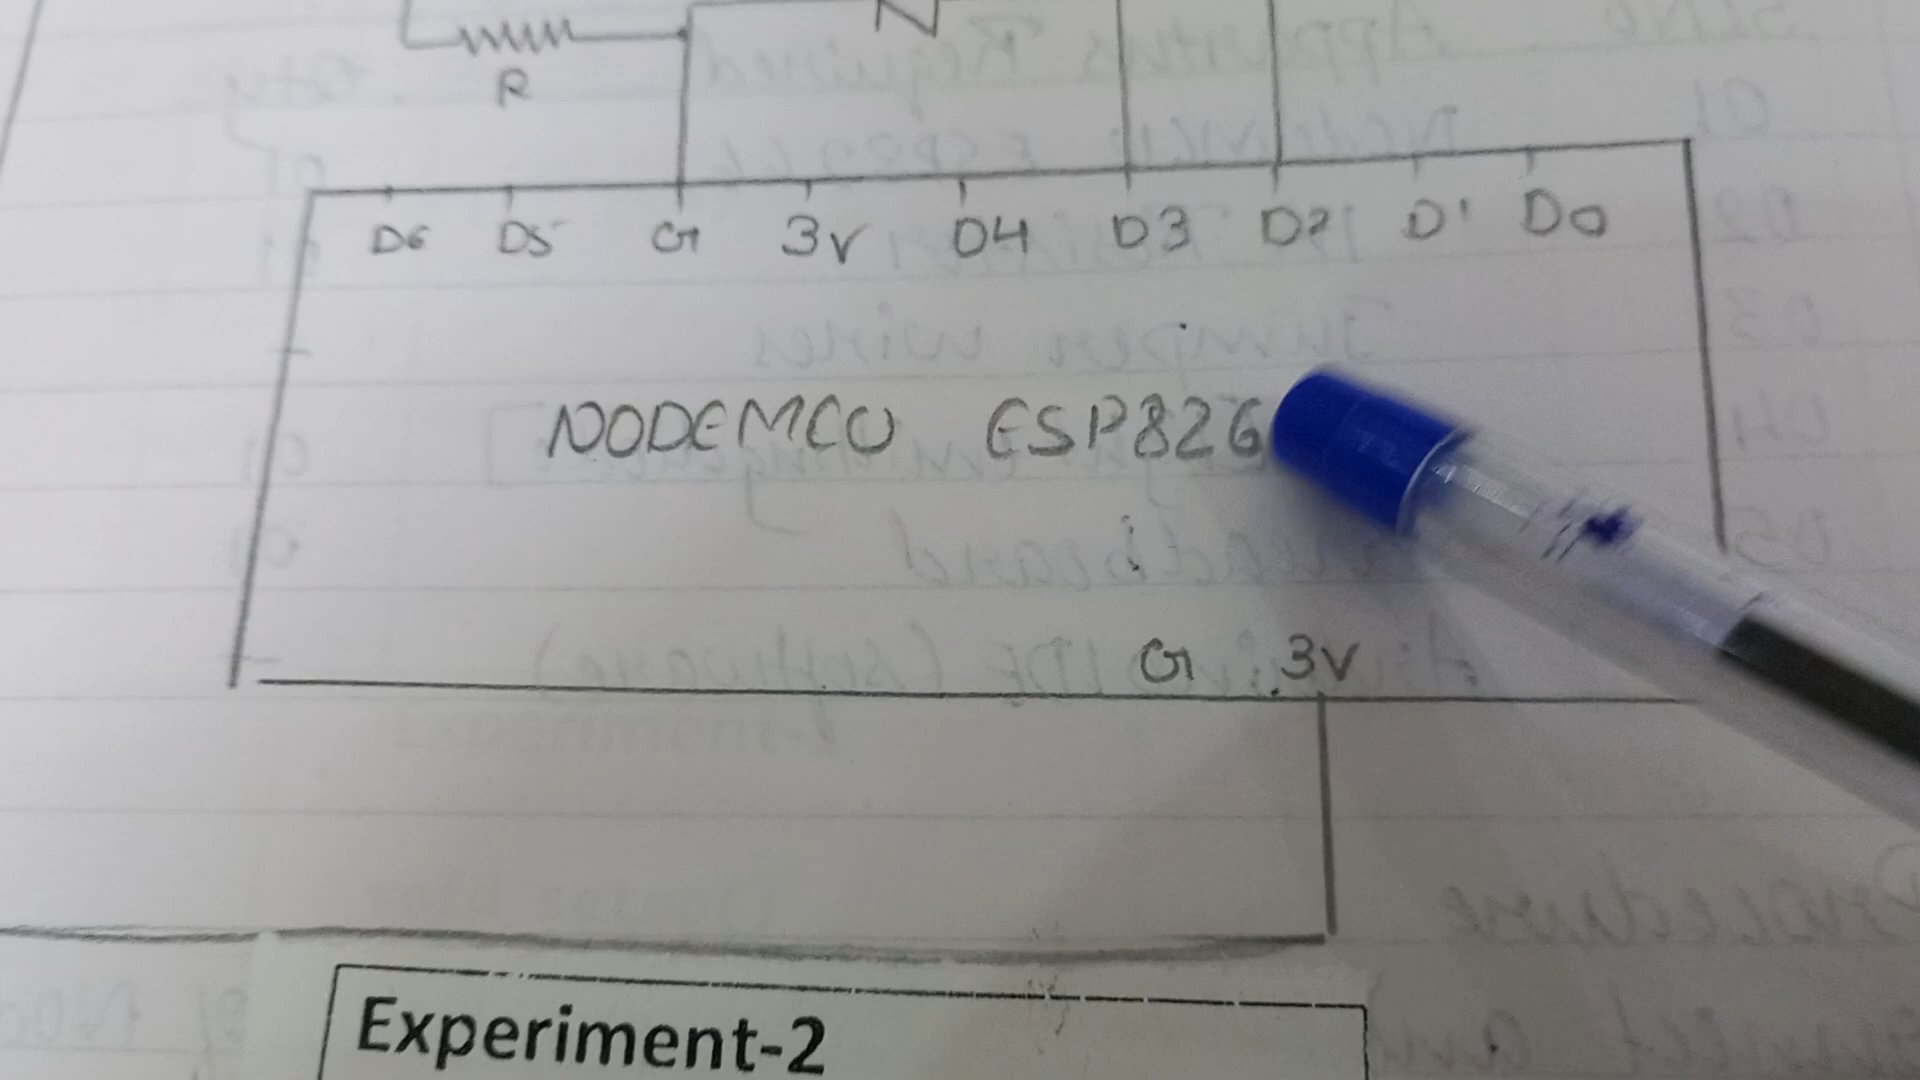 R
D6 D5 G 3V D4 D3 D2 D1 D0
NODEMCU ESP826
G 3V
Experiment-2